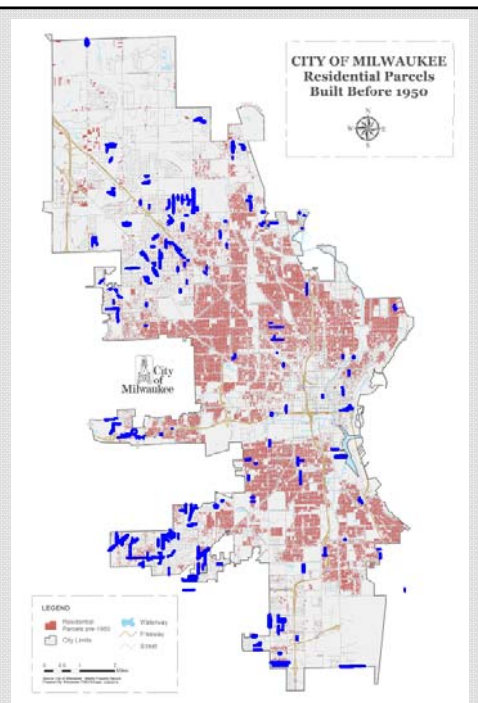 CITY OF MILWAUKEE
Residential Parcels
Built Before 1950
N
W E
S
City
of
Milwaukee
LEGEND
Residential
Parcels pre 1950
City Limits
Waterway
Freeway
Street
Miles